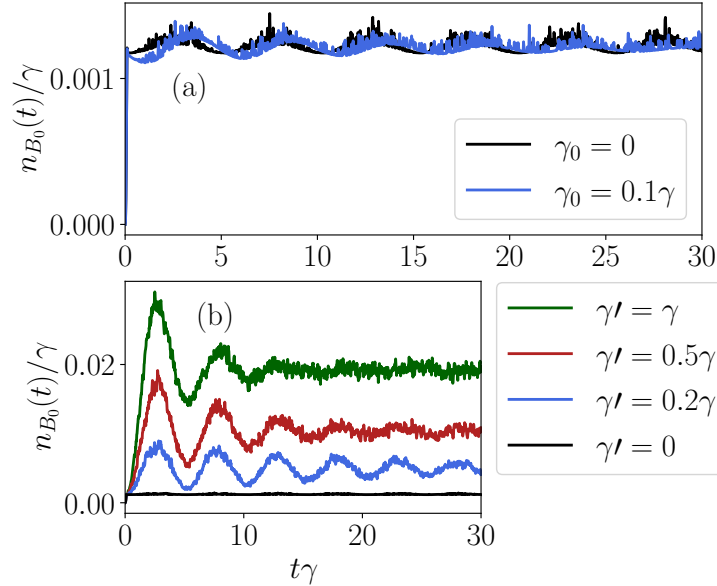 n_{B_0}(t)/γ
0.001
0.000
(a)
γ_0 = 0
γ_0 = 0.1γ
0 5 10 15 20 25 30
n_{B_0}(t)/γ
0.02
0.00
(b)
γ′ = γ
γ′ = 0.5γ
γ′ = 0.2γ
γ′ = 0
0 10 20 30
tγ